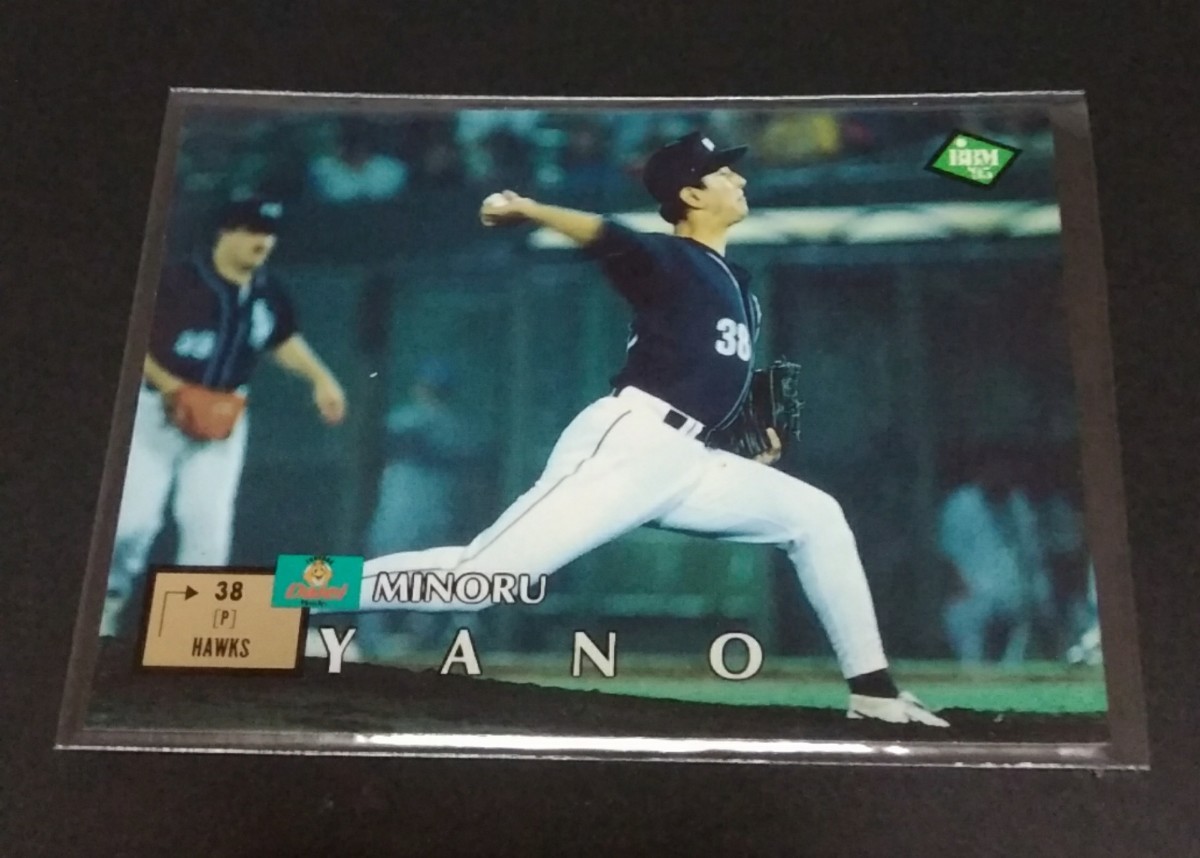 BBM
'95
38
38
[P]
HAWKS
Daiei
MINORU
YANO